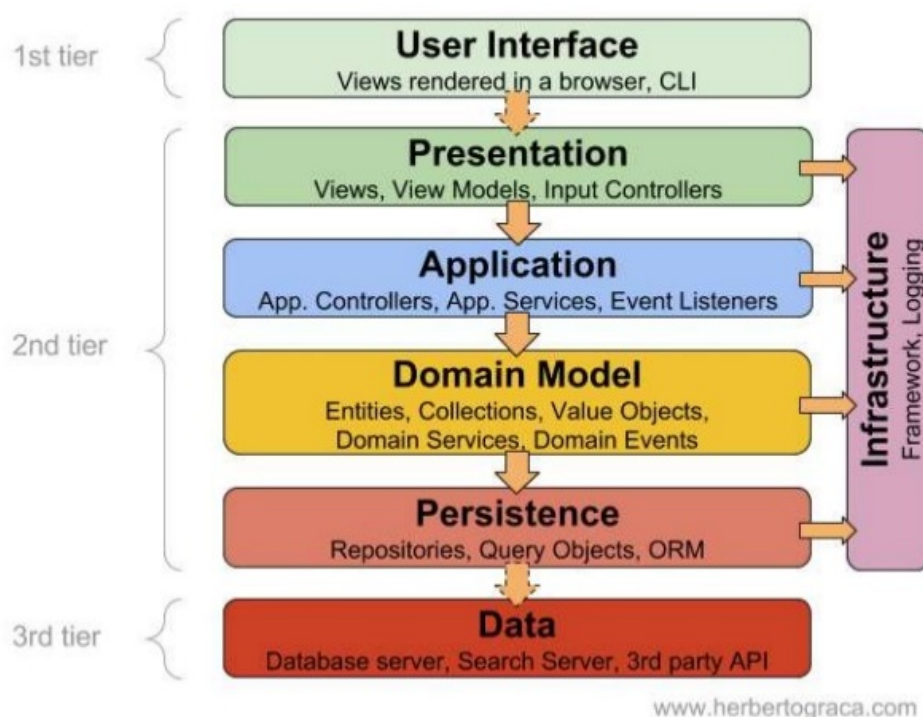 1st tier
User Interface
Views rendered in a browser, CLI
2nd tier
Presentation
Views, View Models, Input Controllers
Application
App. Controllers, App. Services, Event Listeners
Domain Model
Entities, Collections, Value Objects,
Domain Services, Domain Events
Persistence
Repositories, Query Objects, ORM
Infrastructure
Framework, Logging
3rd tier
Data
Database server, Search Server, 3rd party API
www.herbertograca.com